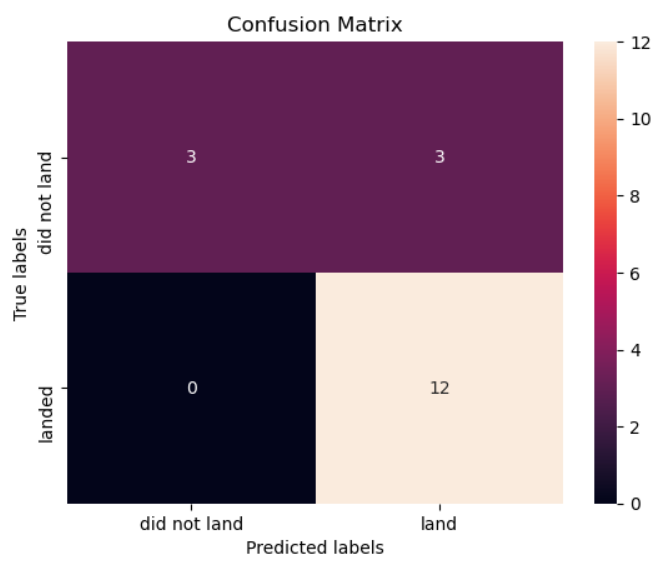 Confusion Matrix
True labels
did not land
3
3
landed
0
12
did not land
land
Predicted labels
12
10
8
6
4
2
0